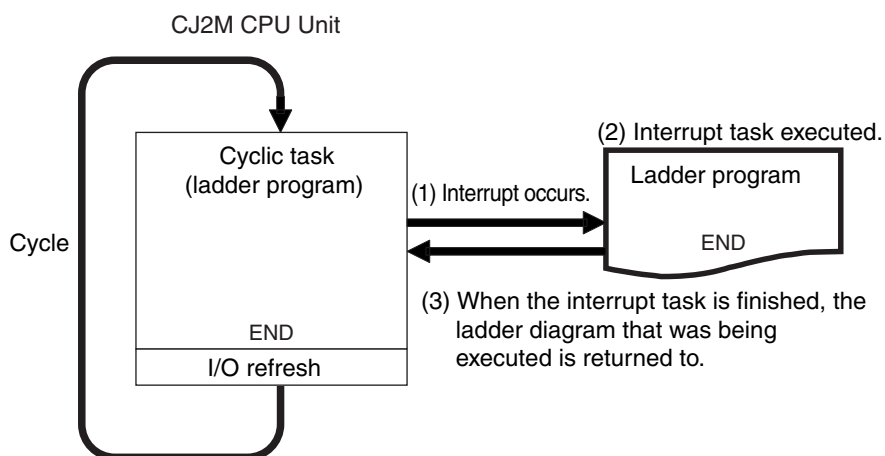 CJ2M CPU Unit
Cyclic task
(ladder program)
END
I/O refresh
Cycle
(1) Interrupt occurs.
(2) Interrupt task executed.
Ladder program
END
(3) When the interrupt task is finished, the
ladder diagram that was being
executed is returned to.